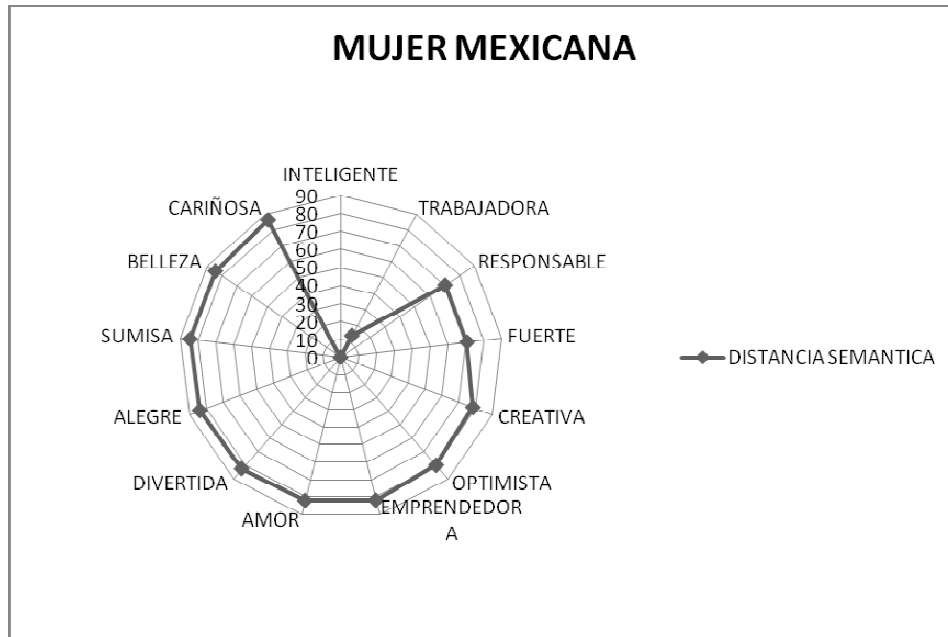 MUJER MEXICANA
INTELIGENTE
TRABAJADORA
RESPONSABLE
FUERTE
CREATIVA
OPTIMISTA
EMPRENDEDOR
A
AMOR
DIVERTIDA
ALEGRE
SUMISA
BELLEZA
CARIÑOSA
90
80
70
60
50
40
30
20
10
0
DISTANCIA SEMANTICA